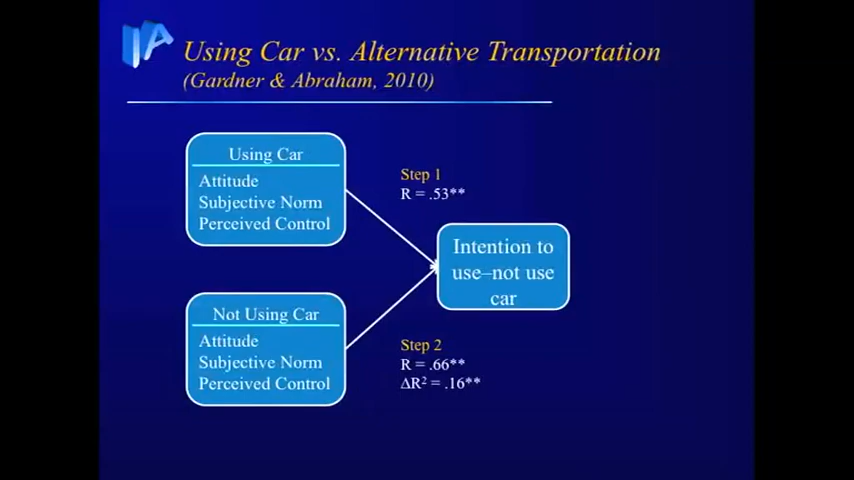 Using Car vs. Alternative Transportation
(Gardner & Abraham, 2010)
Using Car
Attitude
Subjective Norm
Perceived Control
Step 1
R = .53**
Intention to
use–not use
car
Not Using Car
Attitude
Subjective Norm
Perceived Control
Step 2
R = .66**
ΔR² = .16**